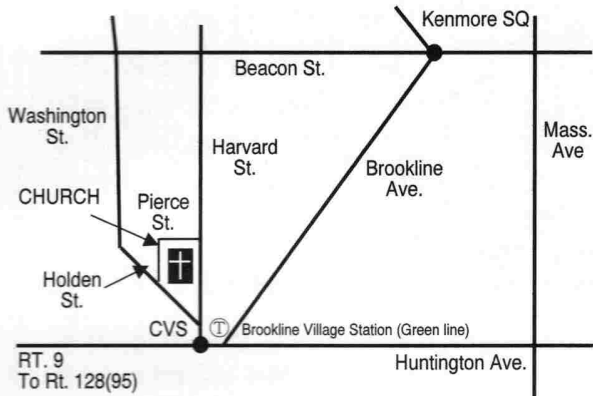 Kenmore SQ
Beacon St.
Washington
St.
Harvard
St.
Brookline
Ave.
Mass.
Ave
CHURCH
Pierce
St.
Holden
St.
CVS
T
Brookline Village Station (Green line)
RT. 9
To Rt. 128(95)
Huntington Ave.